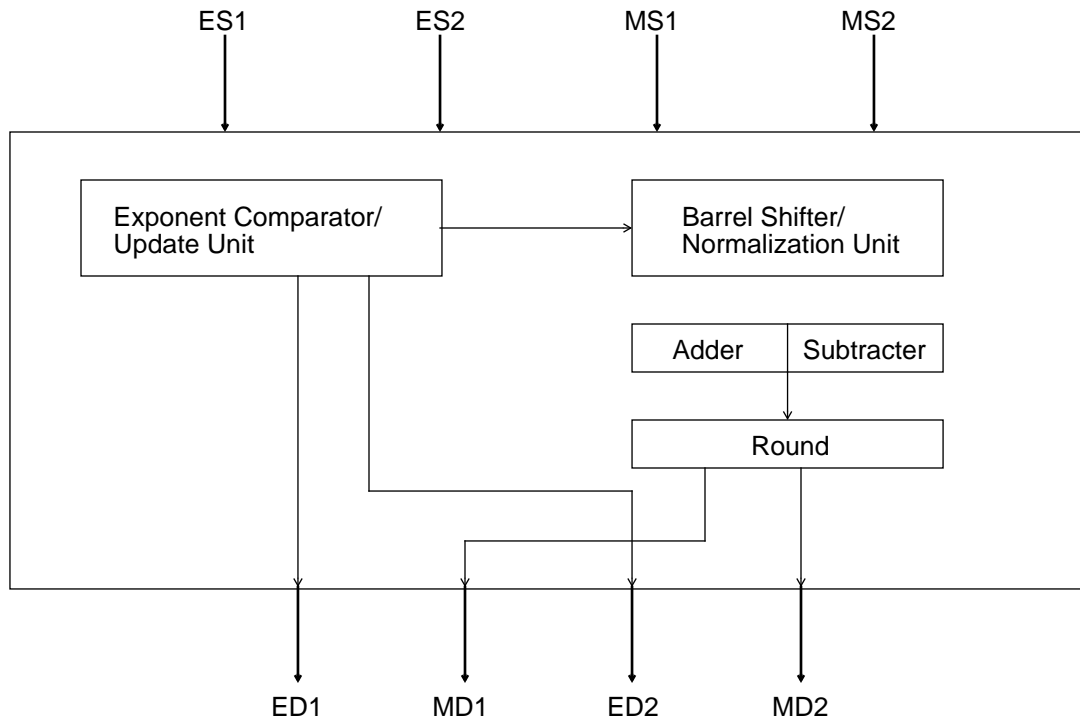 ES1 ES2 MS1 MS2
Exponent Comparator/
Update Unit
Barrel Shifter/
Normalization Unit
Adder Subtracter
Round
ED1 MD1 ED2 MD2